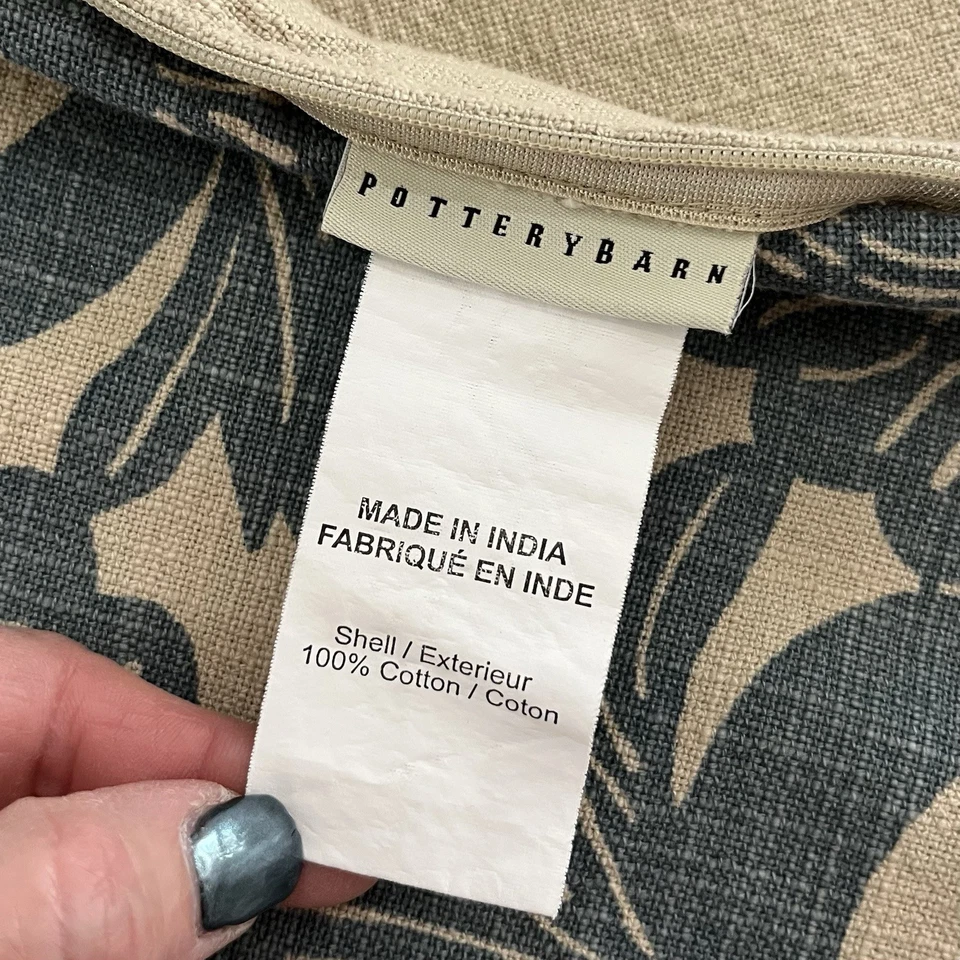 POTTERYBARN
MADE IN INDIA
FABRIQUÉ EN INDE
Shell / Exterieur
100% Cotton / Coton